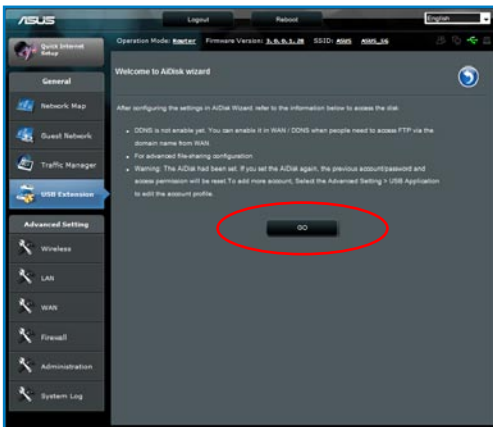 ASUS
Logout
Reboot
English
Quick Internet
Setup
Operation Mode: Router Firmware Version: 3.0.0.1.28 SSID: ASUS ASUS_5G
General
Network Map
Guest Network
Traffic Manager
USB Extension
Advanced Setting
Wireless
LAN
WAN
Firewall
Administration
System Log
Welcome to AiDisk wizard
After configuring the settings in AiDisk Wizard, refer to the information below to access the disk:
DDNS is not enable yet. You can enable it in WAN / DDNS when people need to access FTP via the
domain name from WAN.
For advanced file-sharing configuration
Warning: The AiDisk had been set. If you set the AiDisk again, the previous account/password and
access permission will be reset.To add more account, Select the Advanced Setting > USB Application
to edit the account profile.
GO